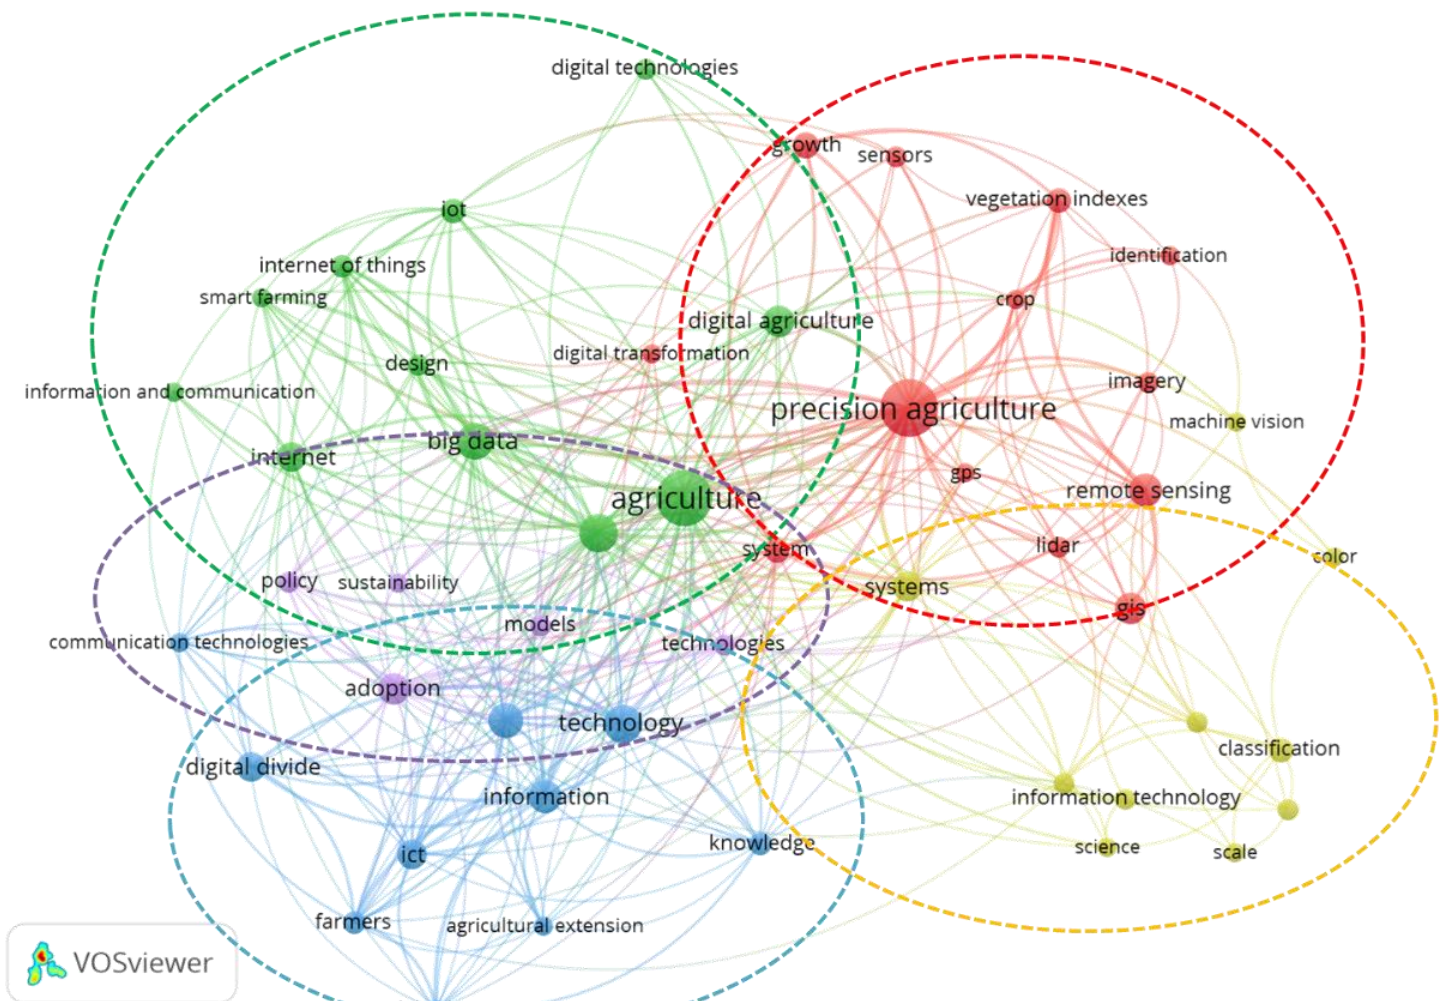 digital technologies
growth
sensors
vegetation indexes
iot
identification
internet of things
smart farming
crop
digital agriculture
digital transformation
design
imagery
information and communication
precision agriculture
machine vision
big data
internet
gps
remote sensing
agriculture
system
lidar
color
policy
sustainability
systems
gis
models
communication technologies
technologies
adoption
technology
classification
digital divide
information
information technology
knowledge
science
scale
ict
farmers
agricultural extension
VOSviewer